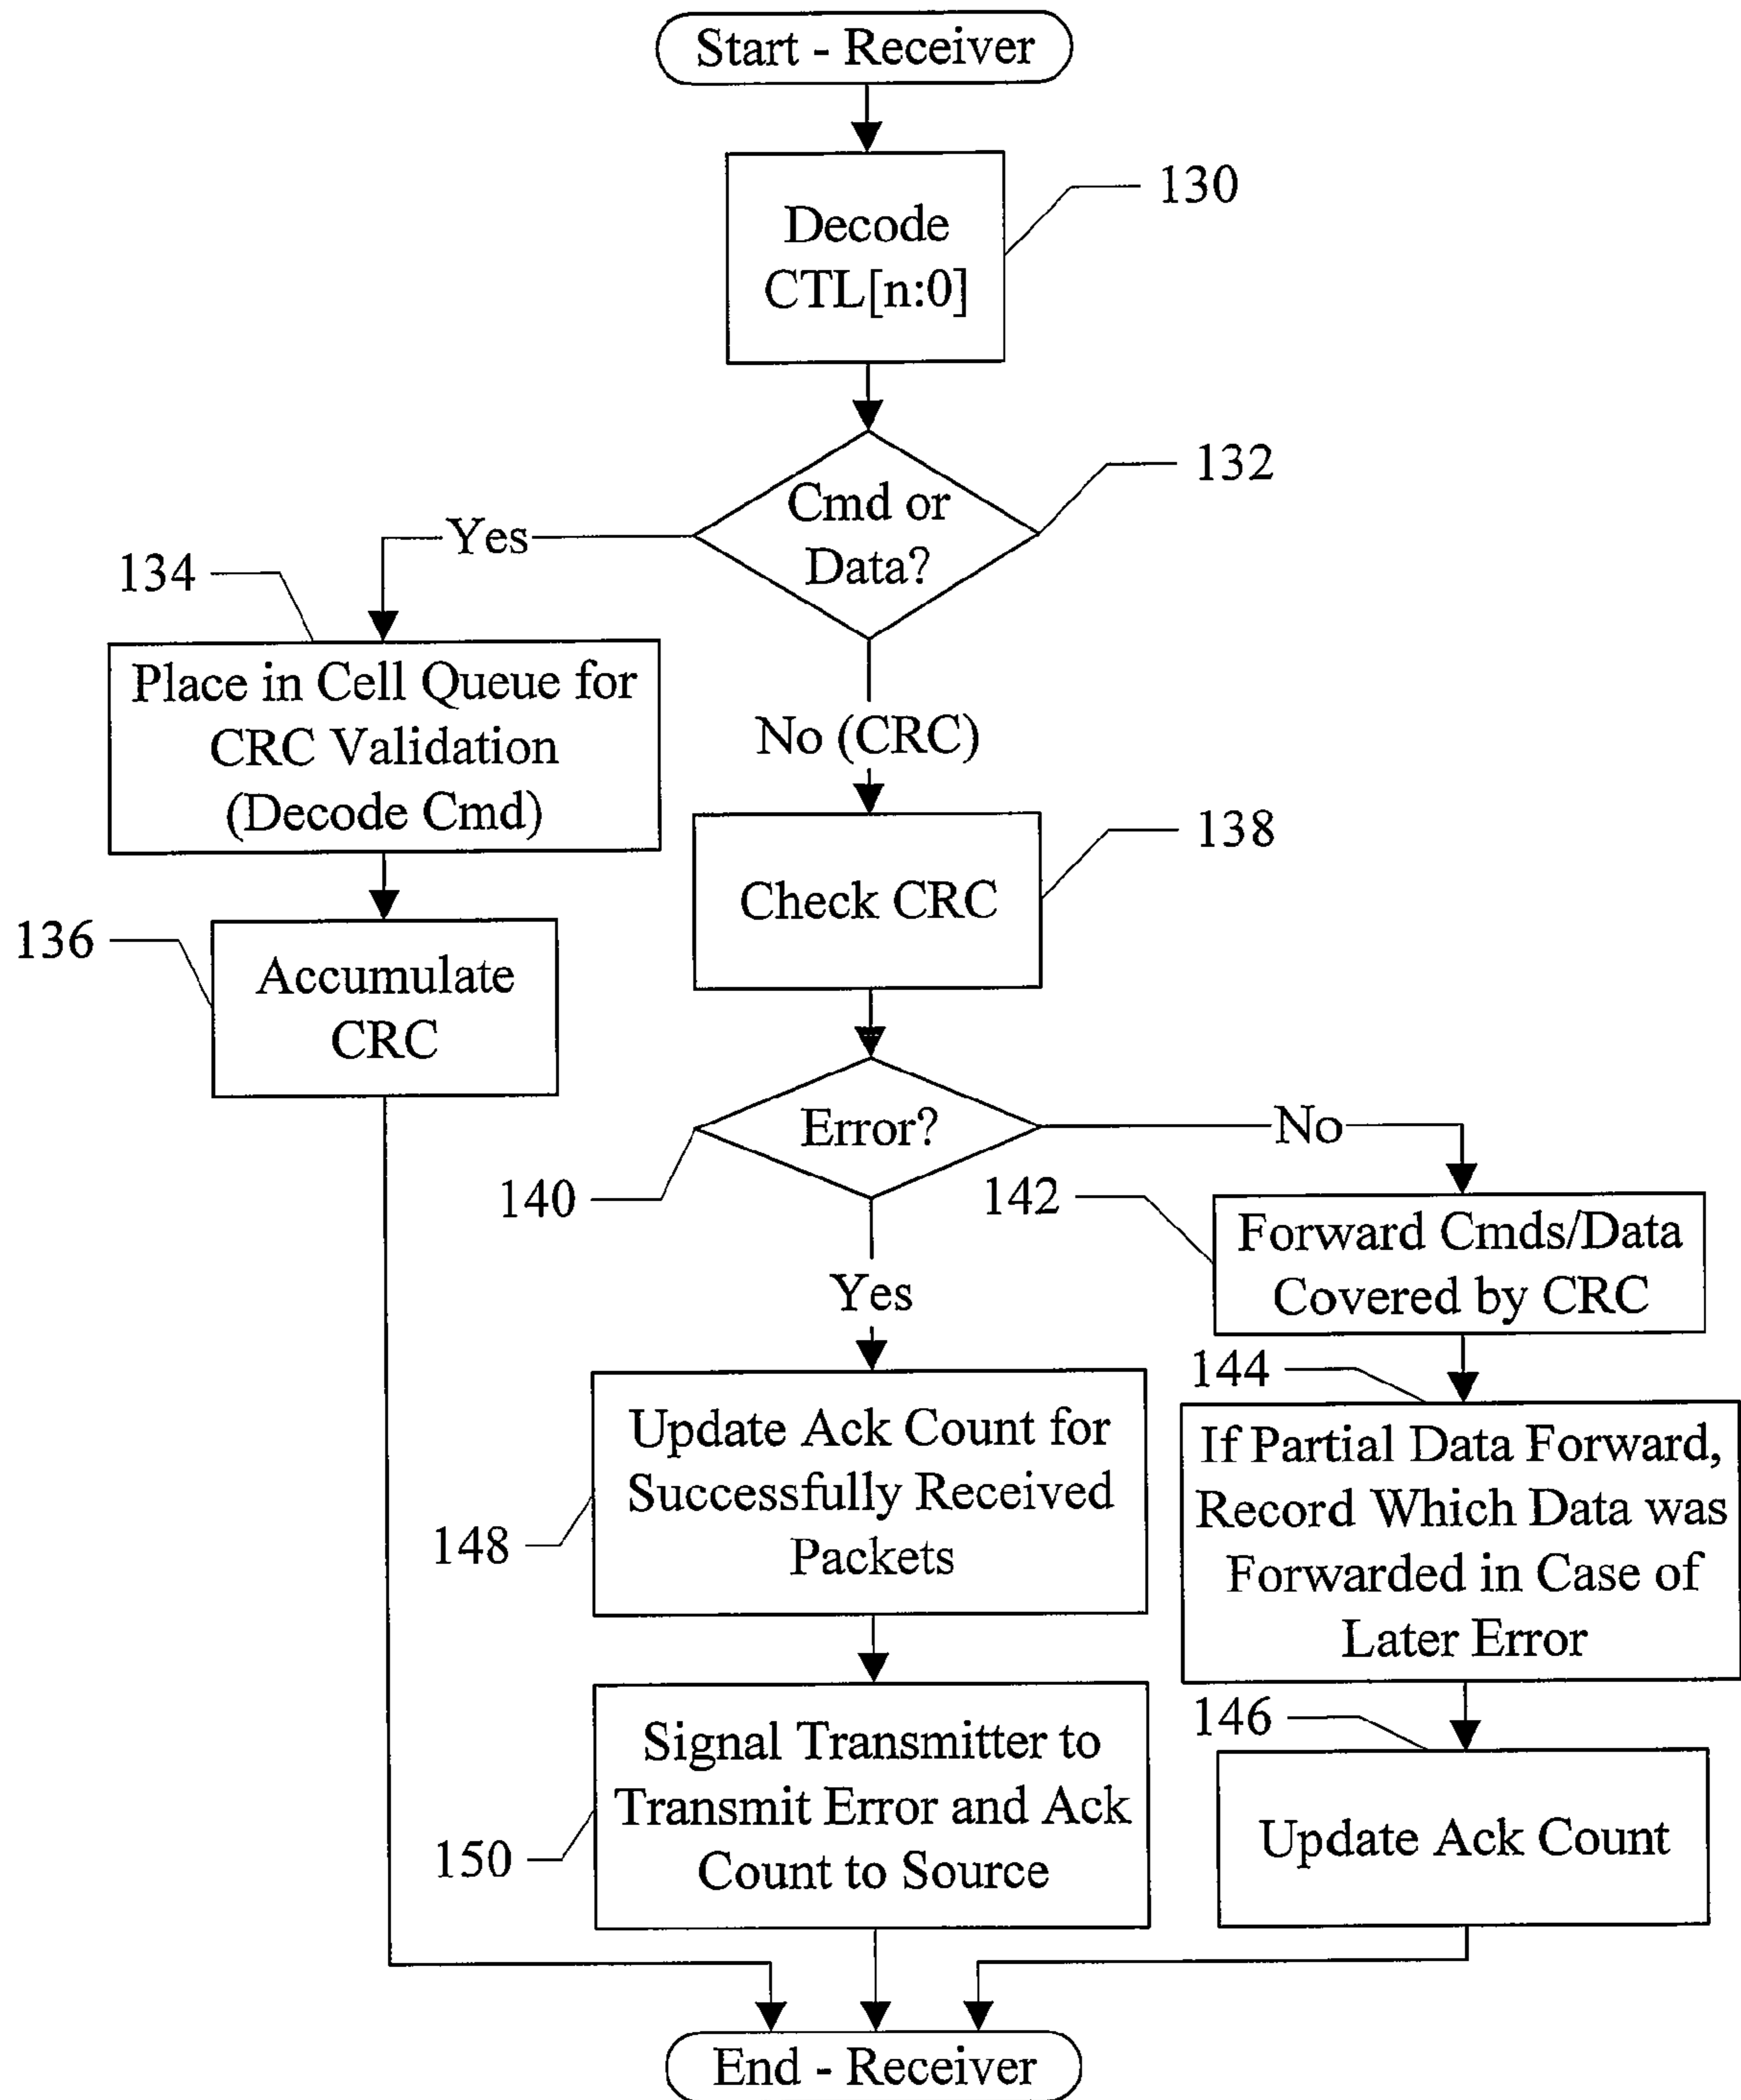 Start - Receiver
Decode
CTL[n:0]
130
Cmd or
Data?
132
Yes
134
Place in Cell Queue for
CRC Validation
(Decode Cmd)
No (CRC)
138
Check CRC
136
Accumulate
CRC
Error?
No
140
142
Forward Cmds/Data
Covered by CRC
Yes
144
If Partial Data Forward,
Record Which Data was
Forwarded in Case of
Later Error
Update Ack Count for
Successfully Received
Packets
148
146
Update Ack Count
Signal Transmitter to
Transmit Error and Ack
Count to Source
150
End - Receiver